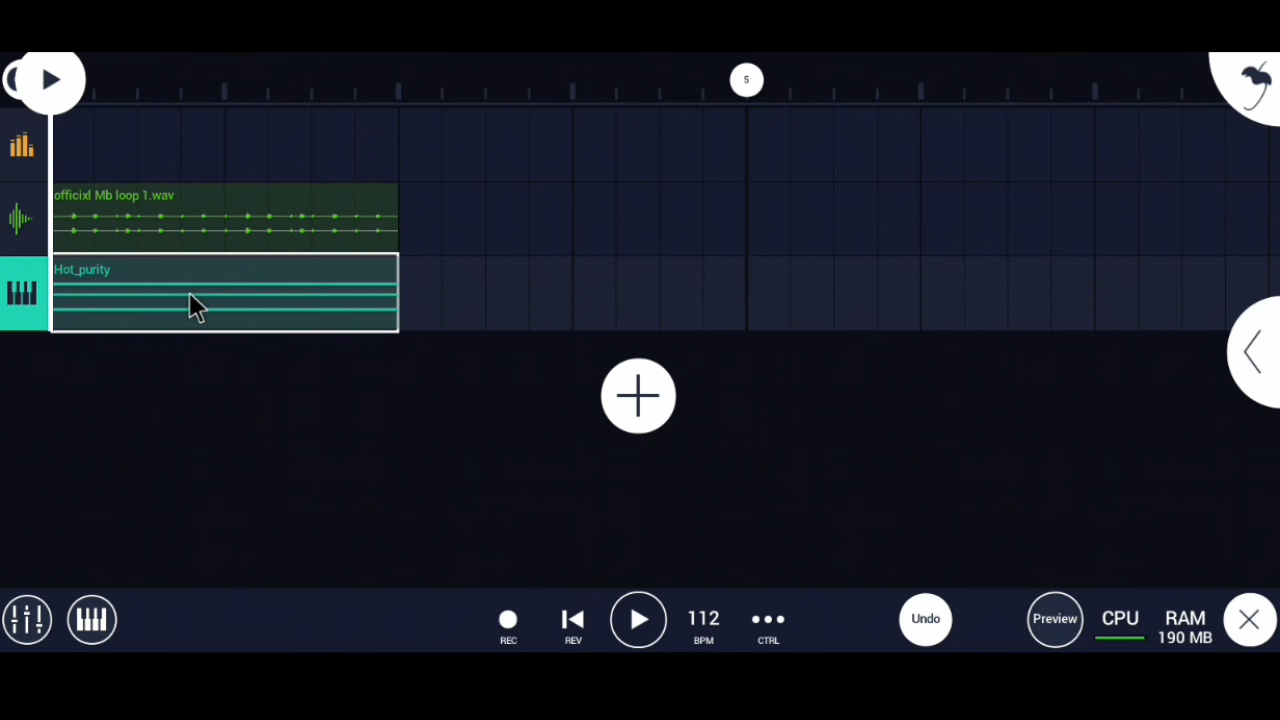 5
officixl Mb loop 1.wav
Hot_purity
REC
REV
112
BPM
CTRL
Undo
Preview
CPU
RAM
190 MB